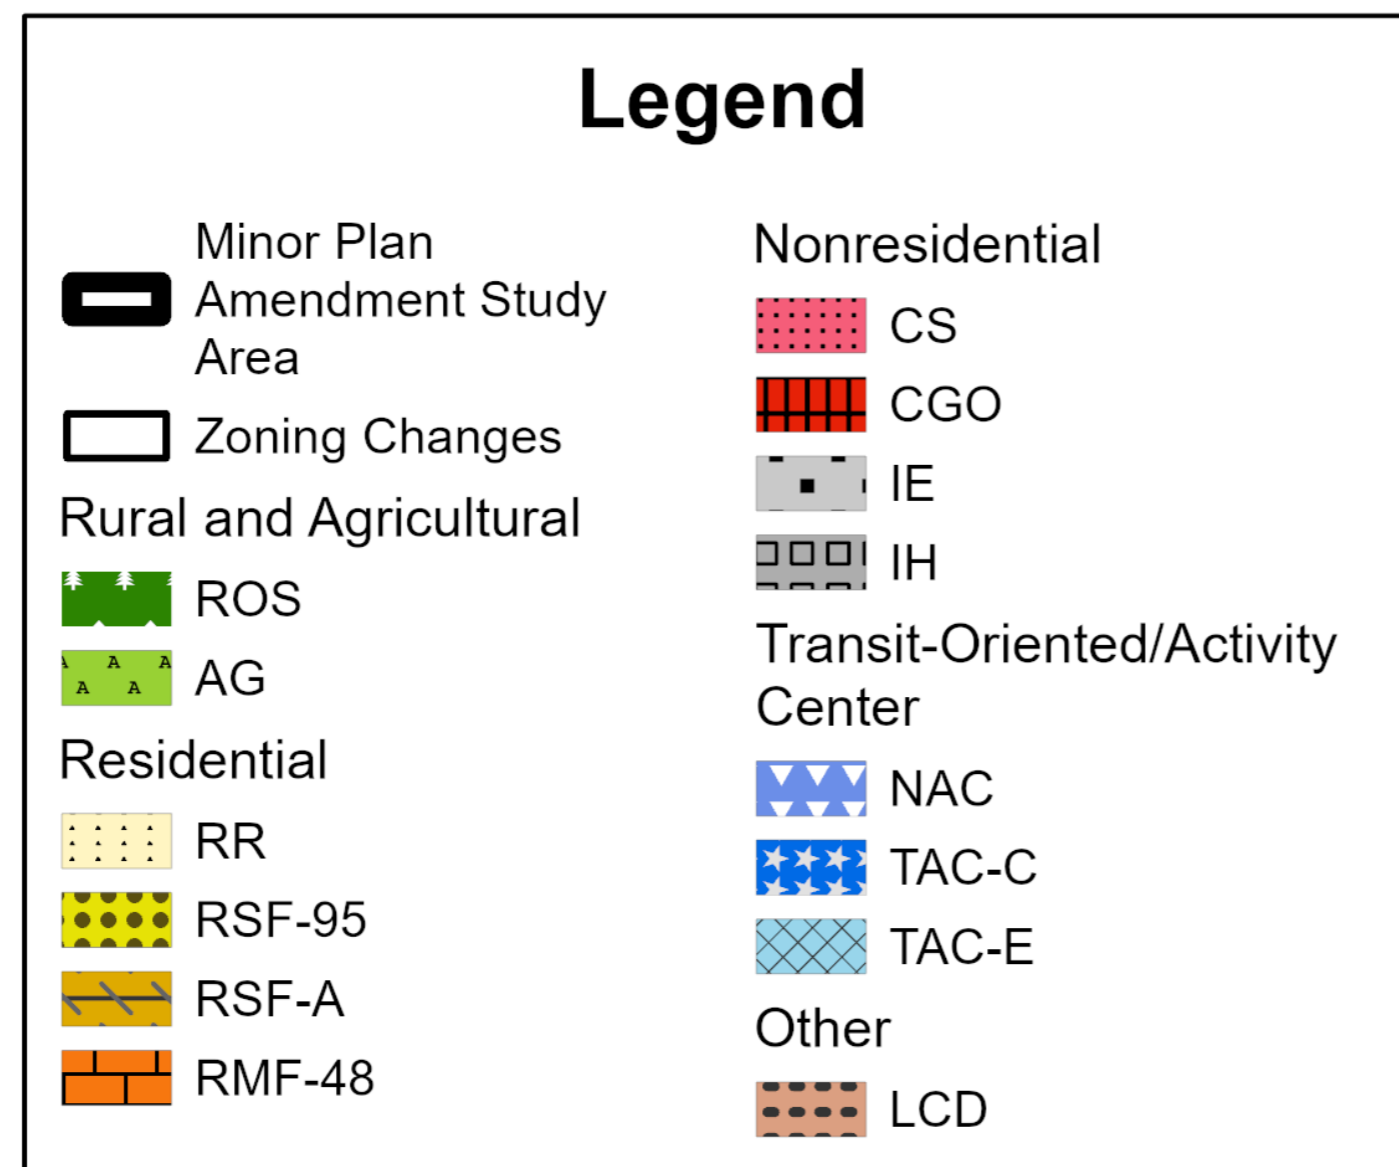 Legend
Minor Plan
Amendment Study
Area
Zoning Changes
Rural and Agricultural
ROS
AG
Residential
RR
RSF-95
RSF-A
RMF-48
Nonresidential
CS
CGO
IE
IH
Transit-Oriented/Activity
Center
NAC
TAC-C
TAC-E
Other
LCD